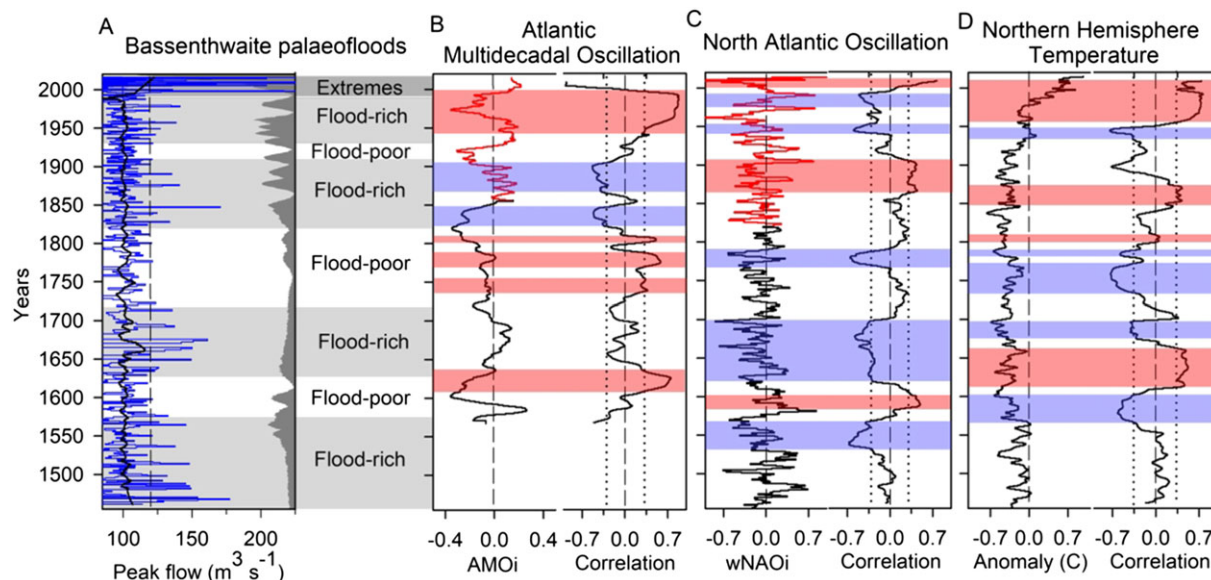 A
Bassenthwaite palaeofloods
B
Atlantic
Multidecadal Oscillation
C
North Atlantic Oscillation
D
Northern Hemisphere
Temperature
Years
2000
1950
1900
1850
1800
1750
1700
1650
1600
1550
1500
Extremes
Flood-rich
Flood-poor
Flood-rich
Flood-poor
Flood-rich
Flood-poor
Flood-rich
100 150 200
Peak flow (m³ s⁻¹)
-0.4 0.0 0.4
AMOi
-0.7 0.0 0.7
Correlation
-0.7 0.0 0.7
wNAOi
-0.7 0.0 0.7
Correlation
-0.7 0.0 0.7
Anomaly (C)
-0.7 0.0 0.7
Correlation